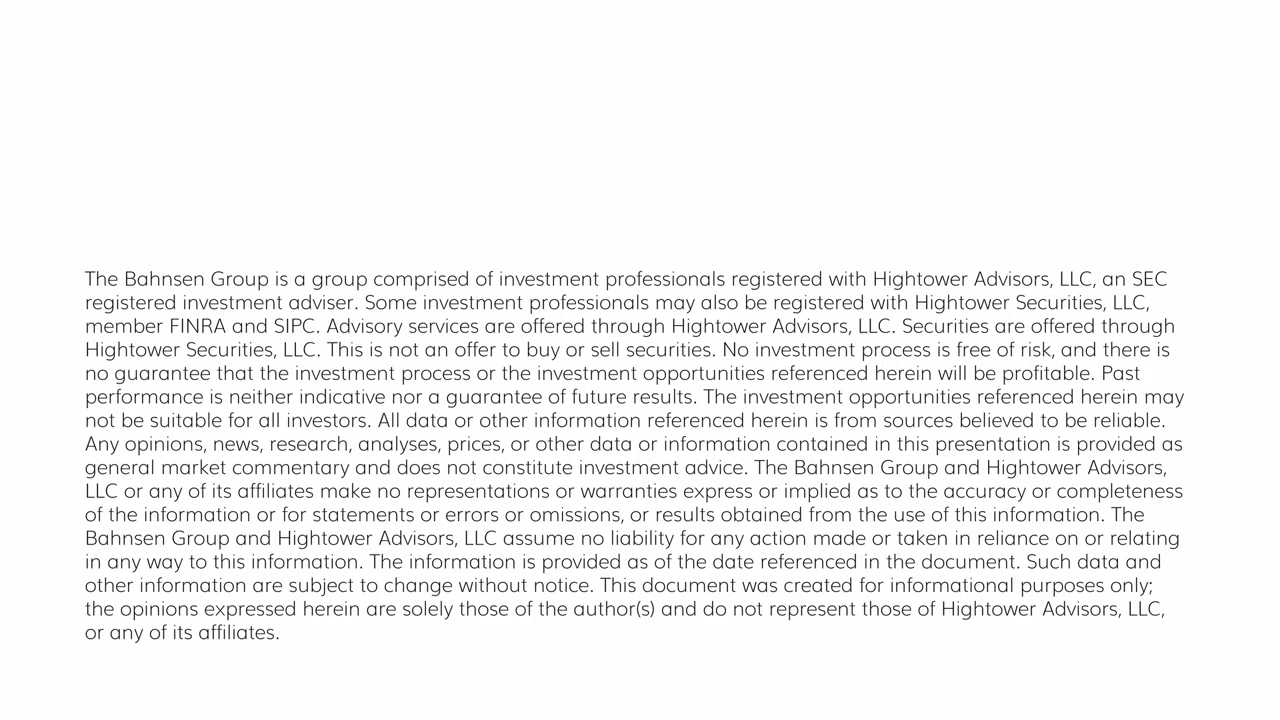 The Bahnsen Group is a group comprised of investment professionals registered with Hightower Advisors, LLC, an SEC
registered investment adviser. Some investment professionals may also be registered with Hightower Securities, LLC,
member FINRA and SIPC. Advisory services are offered through Hightower Advisors, LLC. Securities are offered through
Hightower Securities, LLC. This is not an offer to buy or sell securities. No investment process is free of risk, and there is
no guarantee that the investment process or the investment opportunities referenced herein will be profitable. Past
performance is neither indicative nor a guarantee of future results. The investment opportunities referenced herein may
not be suitable for all investors. All data or other information referenced herein is from sources believed to be reliable.
Any opinions, news, research, analyses, prices, or other data or information contained in this presentation is provided as
general market commentary and does not constitute investment advice. The Bahnsen Group and Hightower Advisors,
LLC or any of its affiliates make no representations or warranties express or implied as to the accuracy or completeness
of the information or for statements or errors or omissions, or results obtained from the use of this information. The
Bahnsen Group and Hightower Advisors, LLC assume no liability for any action made or taken in reliance on or relating
in any way to this information. The information is provided as of the date referenced in the document. Such data and
other information are subject to change without notice. This document was created for informational purposes only;
the opinions expressed herein are solely those of the author(s) and do not represent those of Hightower Advisors, LLC,
or any of its affiliates.